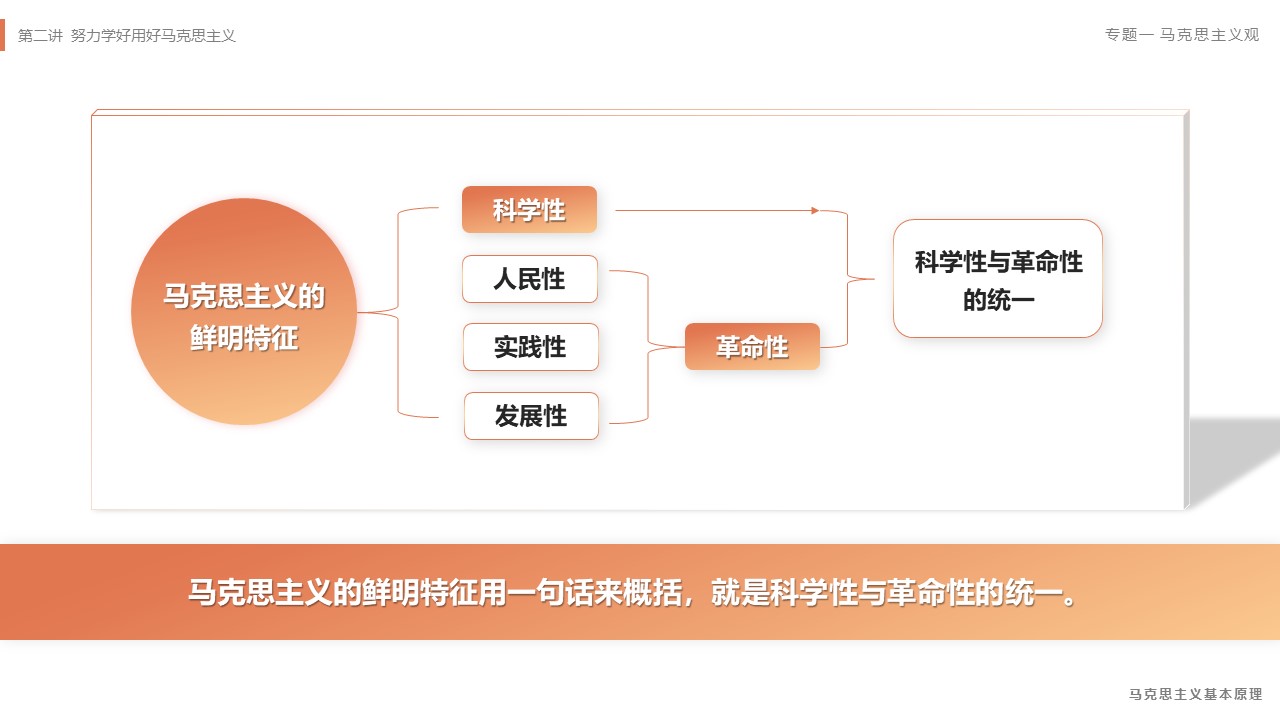 第二讲 努力学好用好马克思主义
专题一 马克思主义观
马克思主义的
鲜明特征
科学性
人民性
实践性
发展性
革命性
科学性与革命性
的统一
马克思主义的鲜明特征用一句话来概括，就是科学性与革命性的统一。
马克思主义基本原理